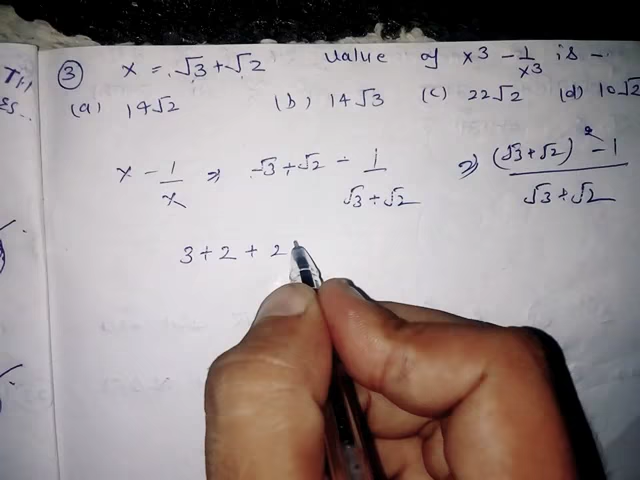 ③ x = √3 + √2 Value of x³ - 1/x³ is -
(a) 14√2 (b) 14√3 (c) 22√2 (d) 10√2
x - 1/x ⇒ √3 + √2 - 1/(√3 + √2) ⇒ ((√3 + √2)² - 1)/(√3 + √2)
3 + 2 + 2